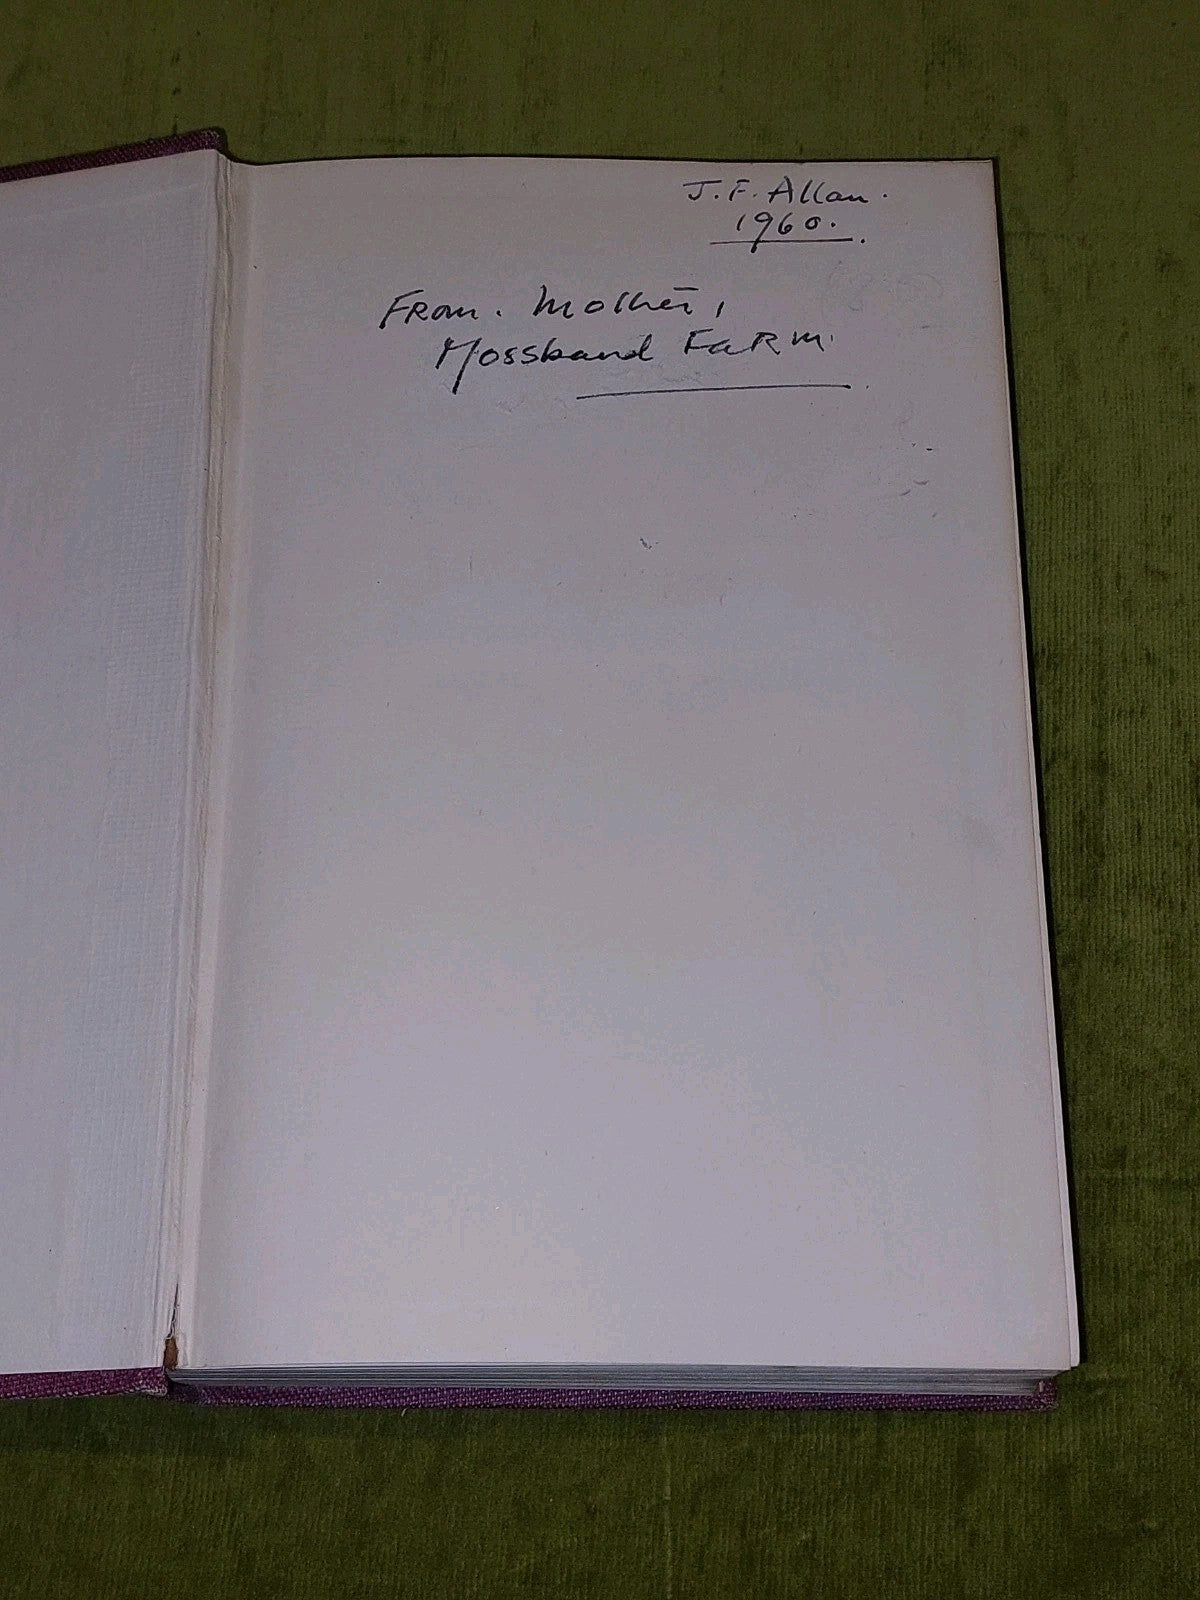 J. F. Allan.
1960.
From. Mother,
Mossband Farm.